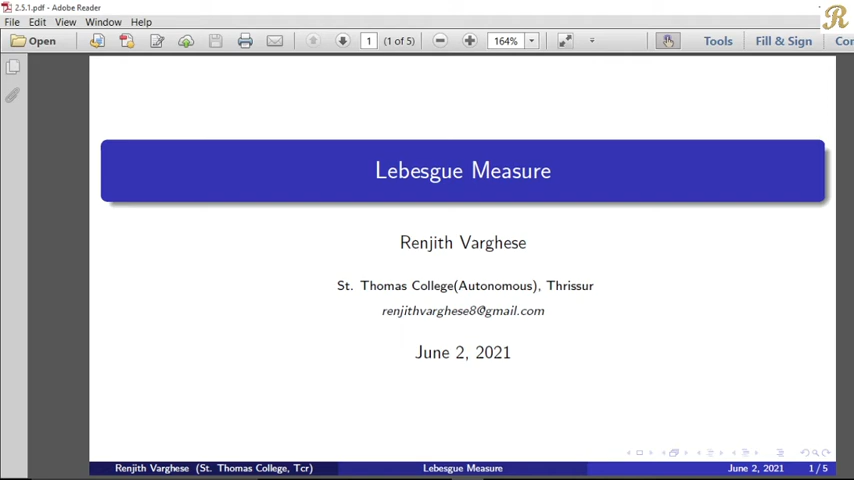 2.5.1.pdf - Adobe Reader
File Edit View Window Help
Open 1 (1 of 5) 164% Tools Fill & Sign
Lebesgue Measure
Renjith Varghese
St. Thomas College(Autonomous), Thrissur
renjithvarghese8@gmail.com
June 2, 2021
Renjith Varghese (St. Thomas College, Tcr) Lebesgue Measure June 2, 2021 1 / 5
R